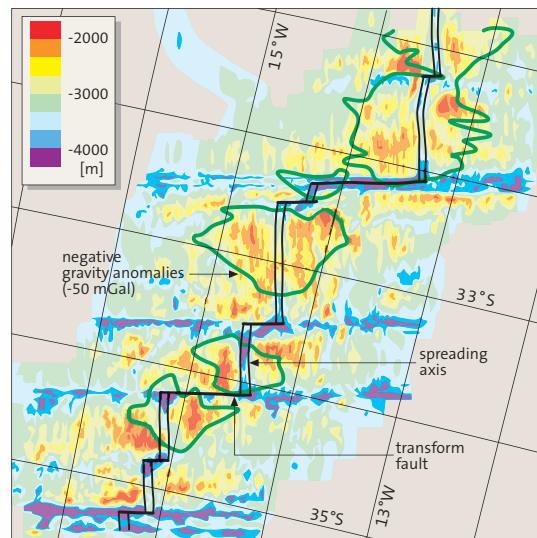 -2000
-3000
-4000
[m]
15°W
negative
gravity anomalies
(-50 mGal)
33°S
spreading
axis
transform
fault
35°S
13°W